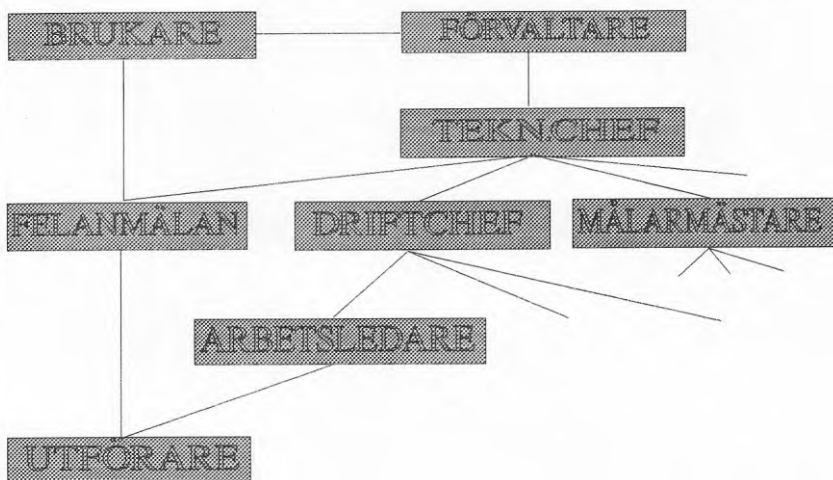 BRUKARE
FÖRVALTARE
TEKN.CHEF
FELANMÄLAN
DRIFTCHEF
MÅLARMÄSTARE
ARBETSLEDARE
UTFÖRARE